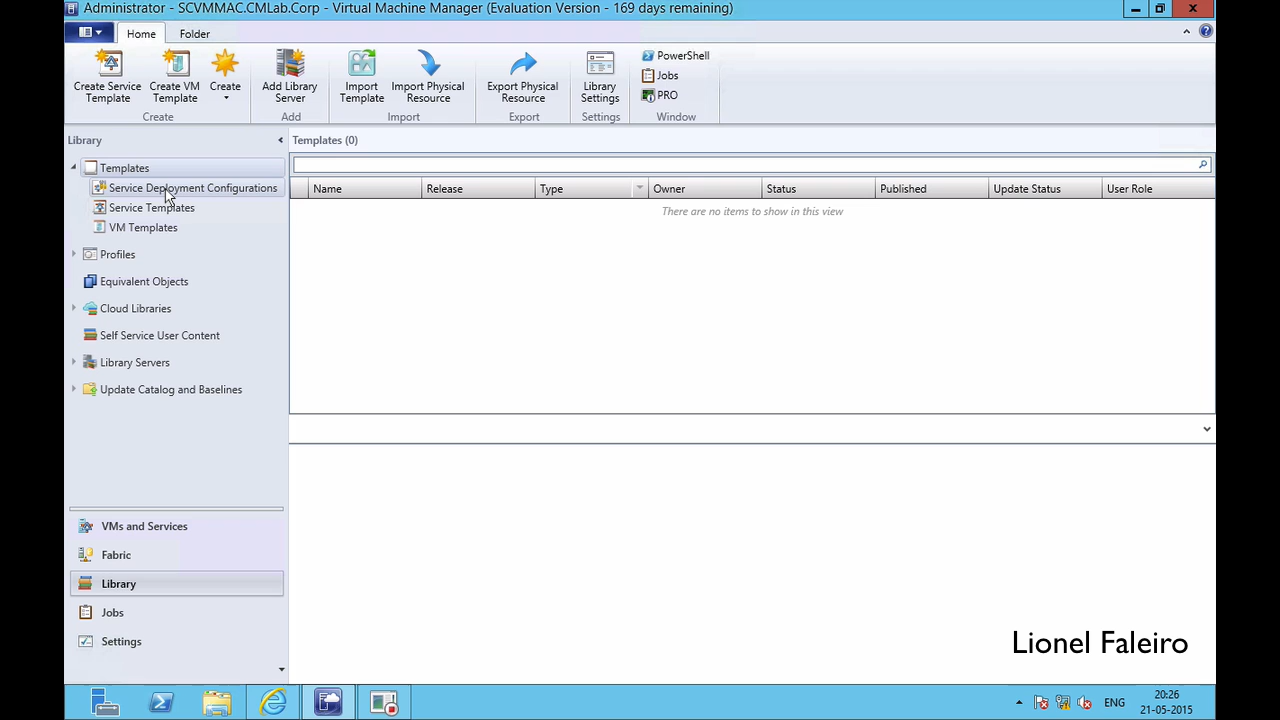 Administrator - SCVMMAC.CMLab.Corp - Virtual Machine Manager (Evaluation Version - 169 days remaining)
Home Folder
Create Service Template
Create VM Template
Create
Add Library Server
Import Template
Import Physical Resource
Export Physical Resource
Library Settings
PowerShell
Jobs
PRO
Create Add Import Export Settings Window
Library
Templates (0)
Templates
Service Deployment Configurations
Service Templates
VM Templates
Profiles
Equivalent Objects
Cloud Libraries
Self Service User Content
Library Servers
Update Catalog and Baselines
Name Release Type Owner Status Published Update Status User Role
There are no items to show in this view
VMs and Services
Fabric
Library
Jobs
Settings
Lionel Faleiro
ENG
20:26
21-05-2015